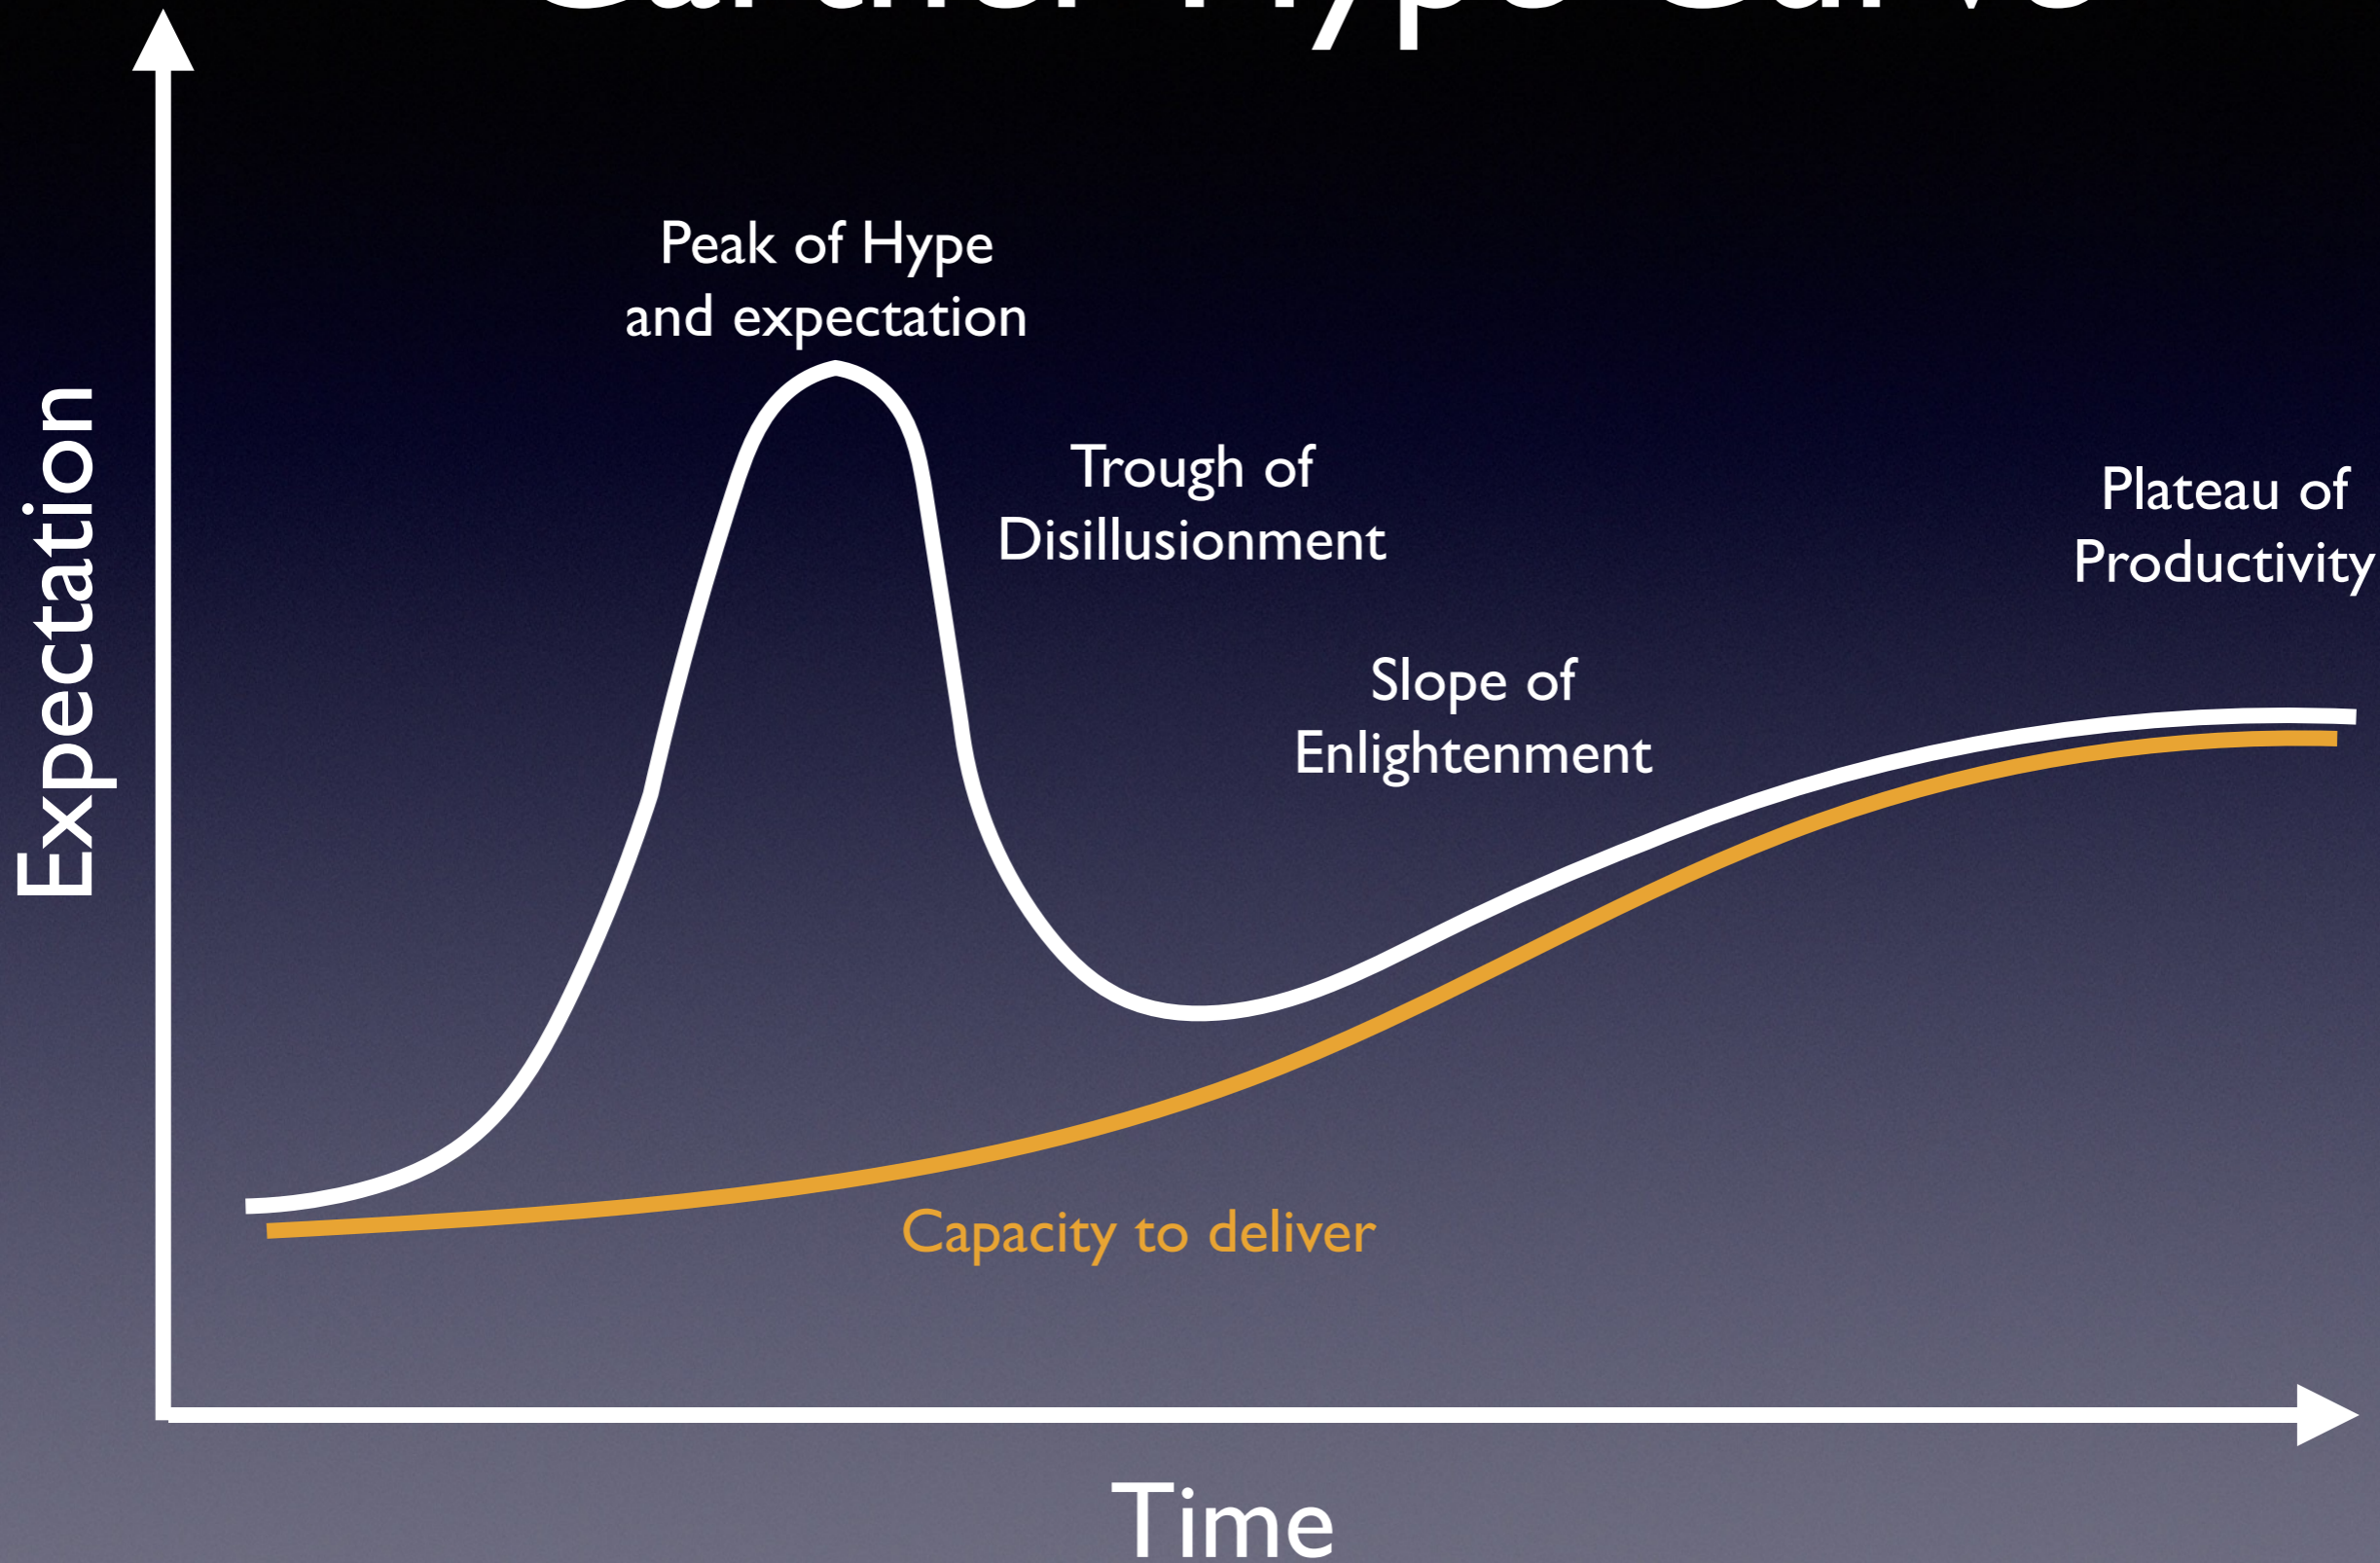 Peak of Hype
and expectation
Trough of
Disillusionment
Plateau of
Productivity
Slope of
Enlightenment
Expectation
Capacity to deliver
Time